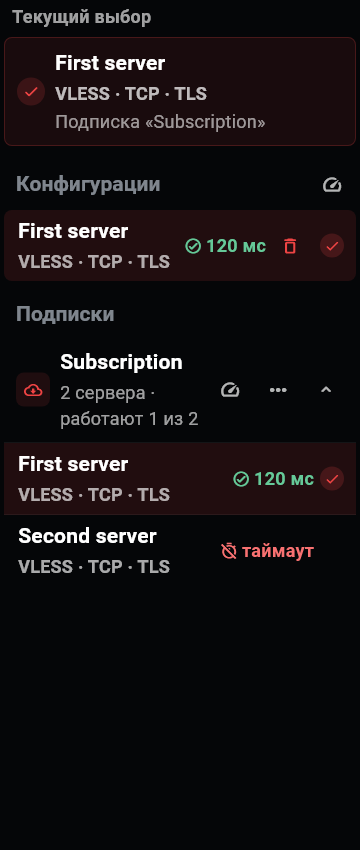 Текущий выбор
First server
VLESS · TCP · TLS
Подписка «Subscription»
Конфигурации
First server
VLESS · TCP · TLS
120 мс
Подписки
Subscription
2 сервера ·
работают 1 из 2
First server
VLESS · TCP · TLS
120 мс
Second server
VLESS · TCP · TLS
таймаут